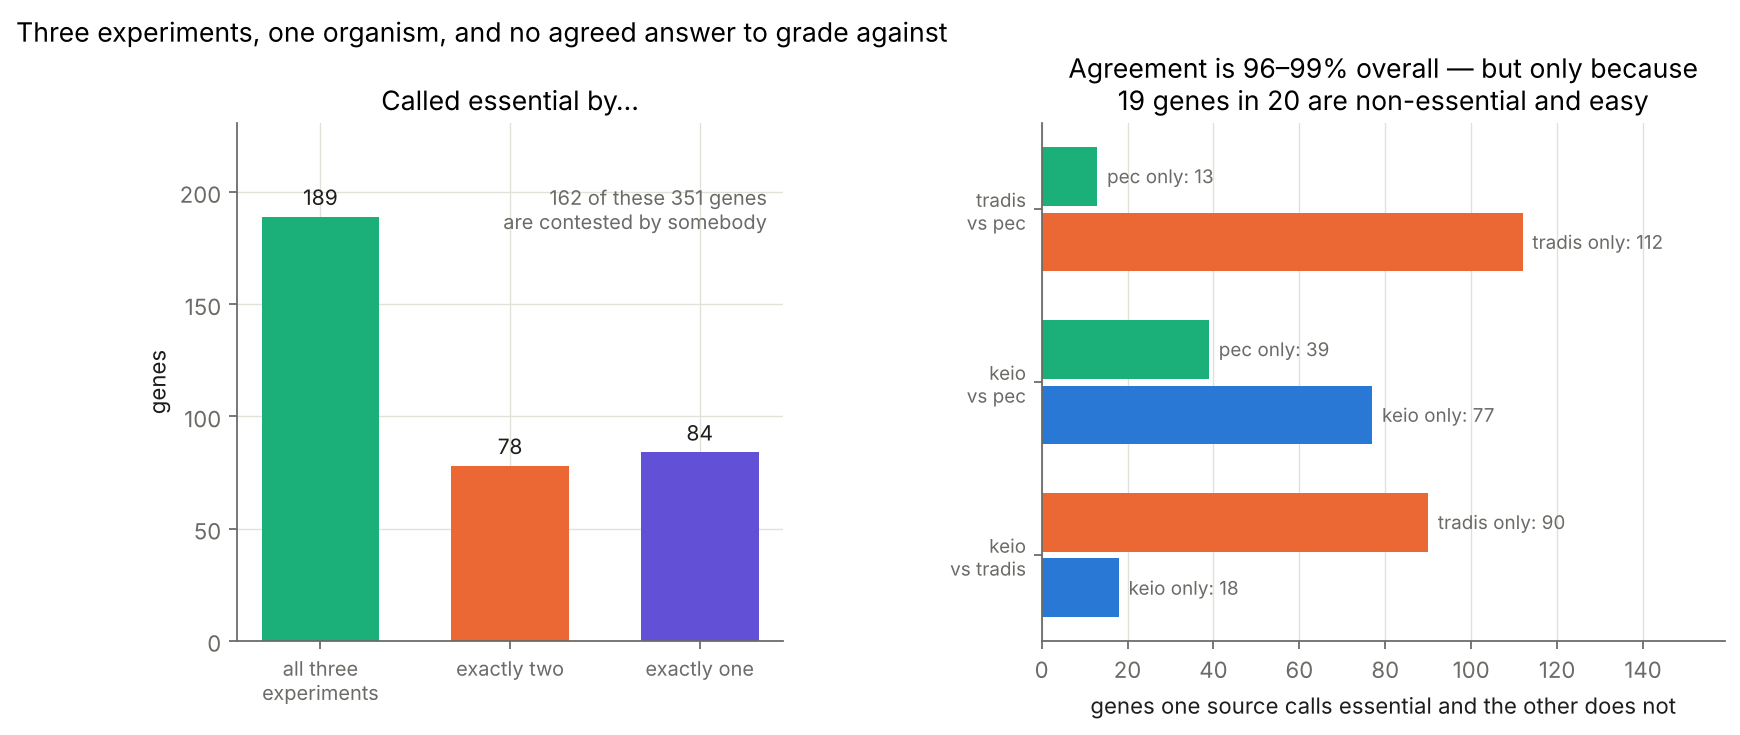 Three experiments, one organism, and no agreed answer to grade against
Called essential by...
genes
200
150
100
50
0
189
78
84
162 of these 351 genes
are contested by somebody
all three
experiments
exactly two
exactly one
Agreement is 96–99% overall — but only because
19 genes in 20 are non-essential and easy
tradis
vs pec
pec only: 13
tradis only: 112
keio
vs pec
pec only: 39
keio only: 77
keio
vs tradis
tradis only: 90
keio only: 18
0 20 40 60 80 100 120 140
genes one source calls essential and the other does not